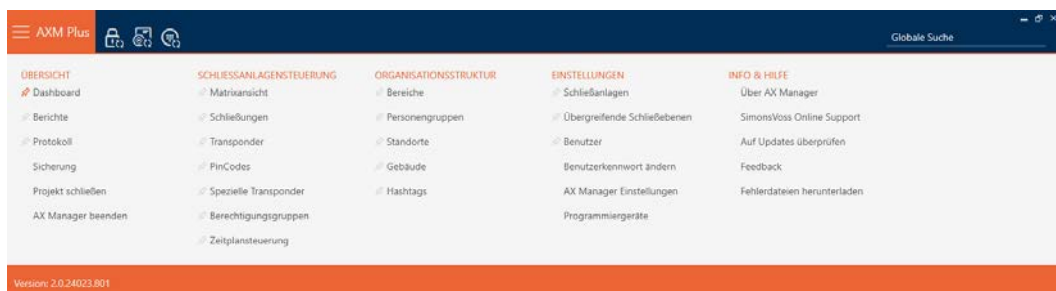 AXM Plus
Globale Suche
ÜBERSICHT
Dashboard
Berichte
Protokoll
Sicherung
Projekt schließen
AX Manager beenden
SCHLIESSANLAGENSTEUERUNG
Matrixansicht
Schließungen
Transponder
PinCodes
Spezielle Transponder
Berechtigungsgruppen
Zeitplansteuerung
ORGANISATIONSSTRUKTUR
Bereiche
Personengruppen
Standorte
Gebäude
Hashtags
EINSTELLUNGEN
Schließanlagen
Übergreifende Schließebenen
Benutzer
Benutzerkennwort ändern
AX Manager Einstellungen
Programmiergeräte
INFO & HILFE
Über AX Manager
SimonsVoss Online Support
Auf Updates überprüfen
Feedback
Fehlerdateien herunterladen
Version: 2.0.24023.801